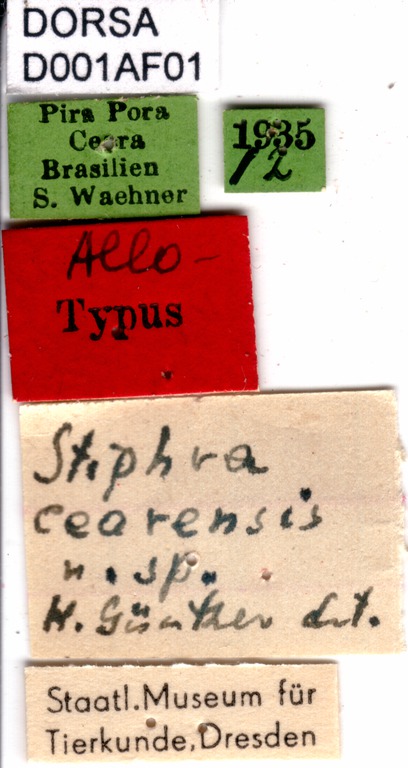 DORSA
D001AF01
Pira Pora
Ceara
Brasilien
S. Waehner
1935
12
Allo-
Typus
Stiphra
cearensis
n. sp.
K. Günther det.
Staatl. Museum für
Tierkunde, Dresden